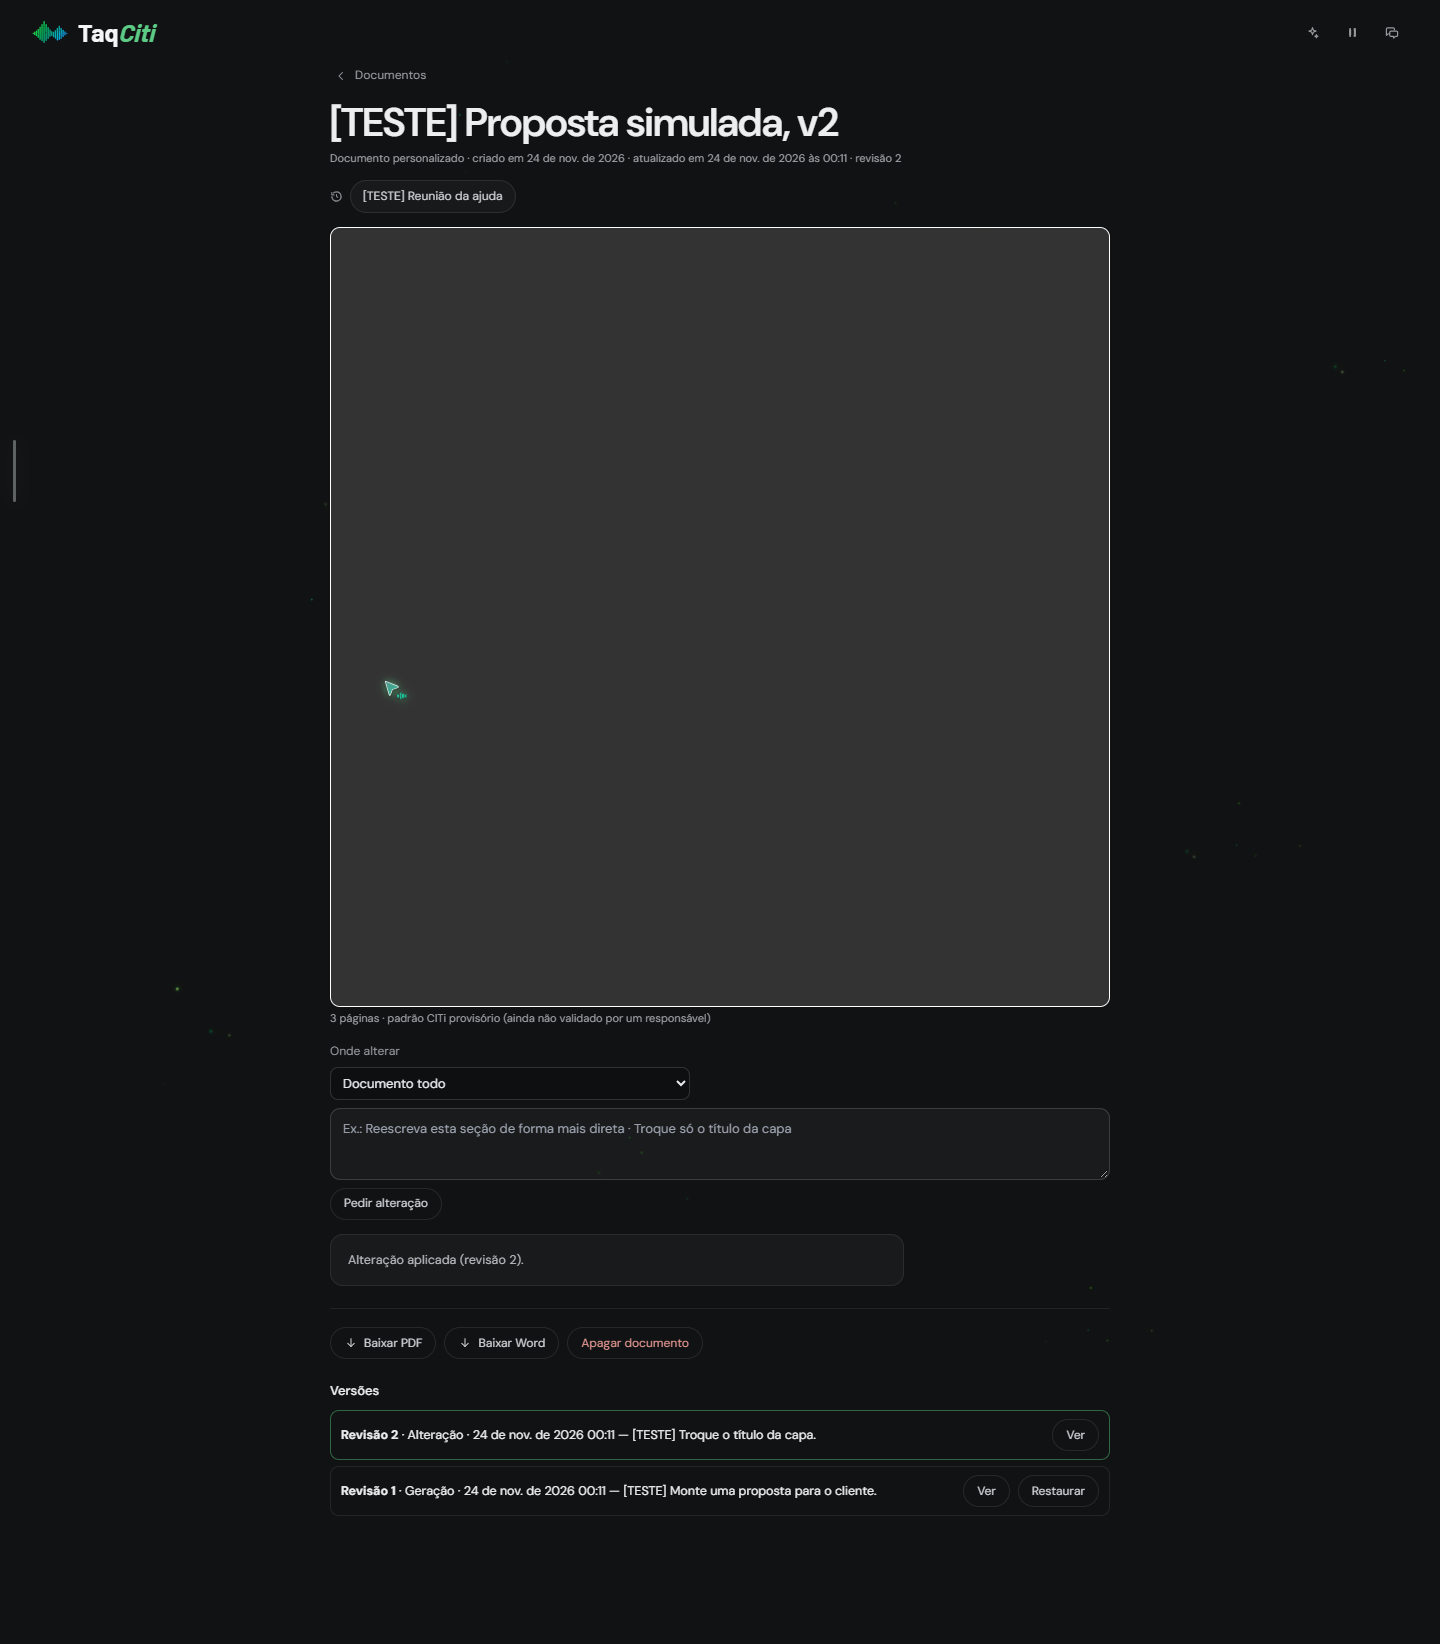 TaqCiti
Documentos
[TESTE] Proposta simulada, v2
Documento personalizado · criado em 24 de nov. de 2026 · atualizado em 24 de nov. de 2026 às 00:11 · revisão 2
[TESTE] Reunião da ajuda
3 páginas · padrão CITi provisório (ainda não validado por um responsável)
Onde alterar
Documento todo
Ex.: Reescreva esta seção de forma mais direta · Troque só o título da capa
Pedir alteração
Alteração aplicada (revisão 2).
Baixar PDF
Baixar Word
Apagar documento
Versões
Revisão 2 · Alteração · 24 de nov. de 2026 00:11 — [TESTE] Troque o título da capa.
Ver
Revisão 1 · Geração · 24 de nov. de 2026 00:11 — [TESTE] Monte uma proposta para o cliente.
Ver
Restaurar